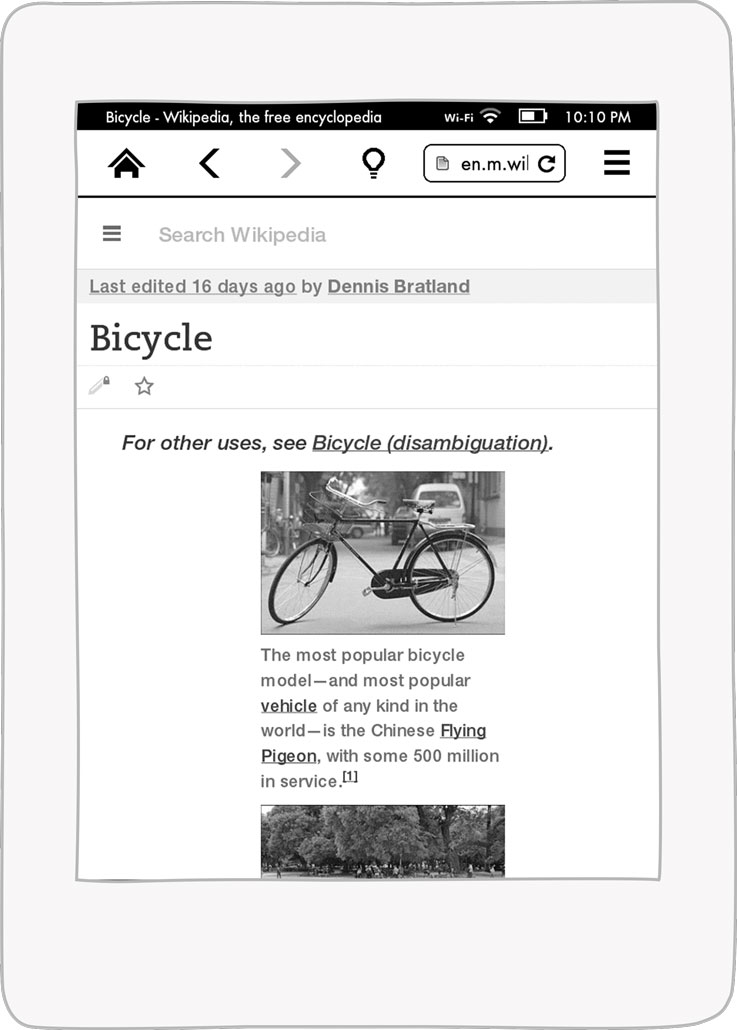 Bicycle - Wikipedia, the free encyclopedia Wi-Fi 10:10 PM
en.m.wil
Search Wikipedia
Last edited 16 days ago by Dennis Bratland
Bicycle
For other uses, see Bicycle (disambiguation).
The most popular bicycle
model—and most popular
vehicle of any kind in the
world—is the Chinese Flying
Pigeon, with some 500 million
in service.[1]